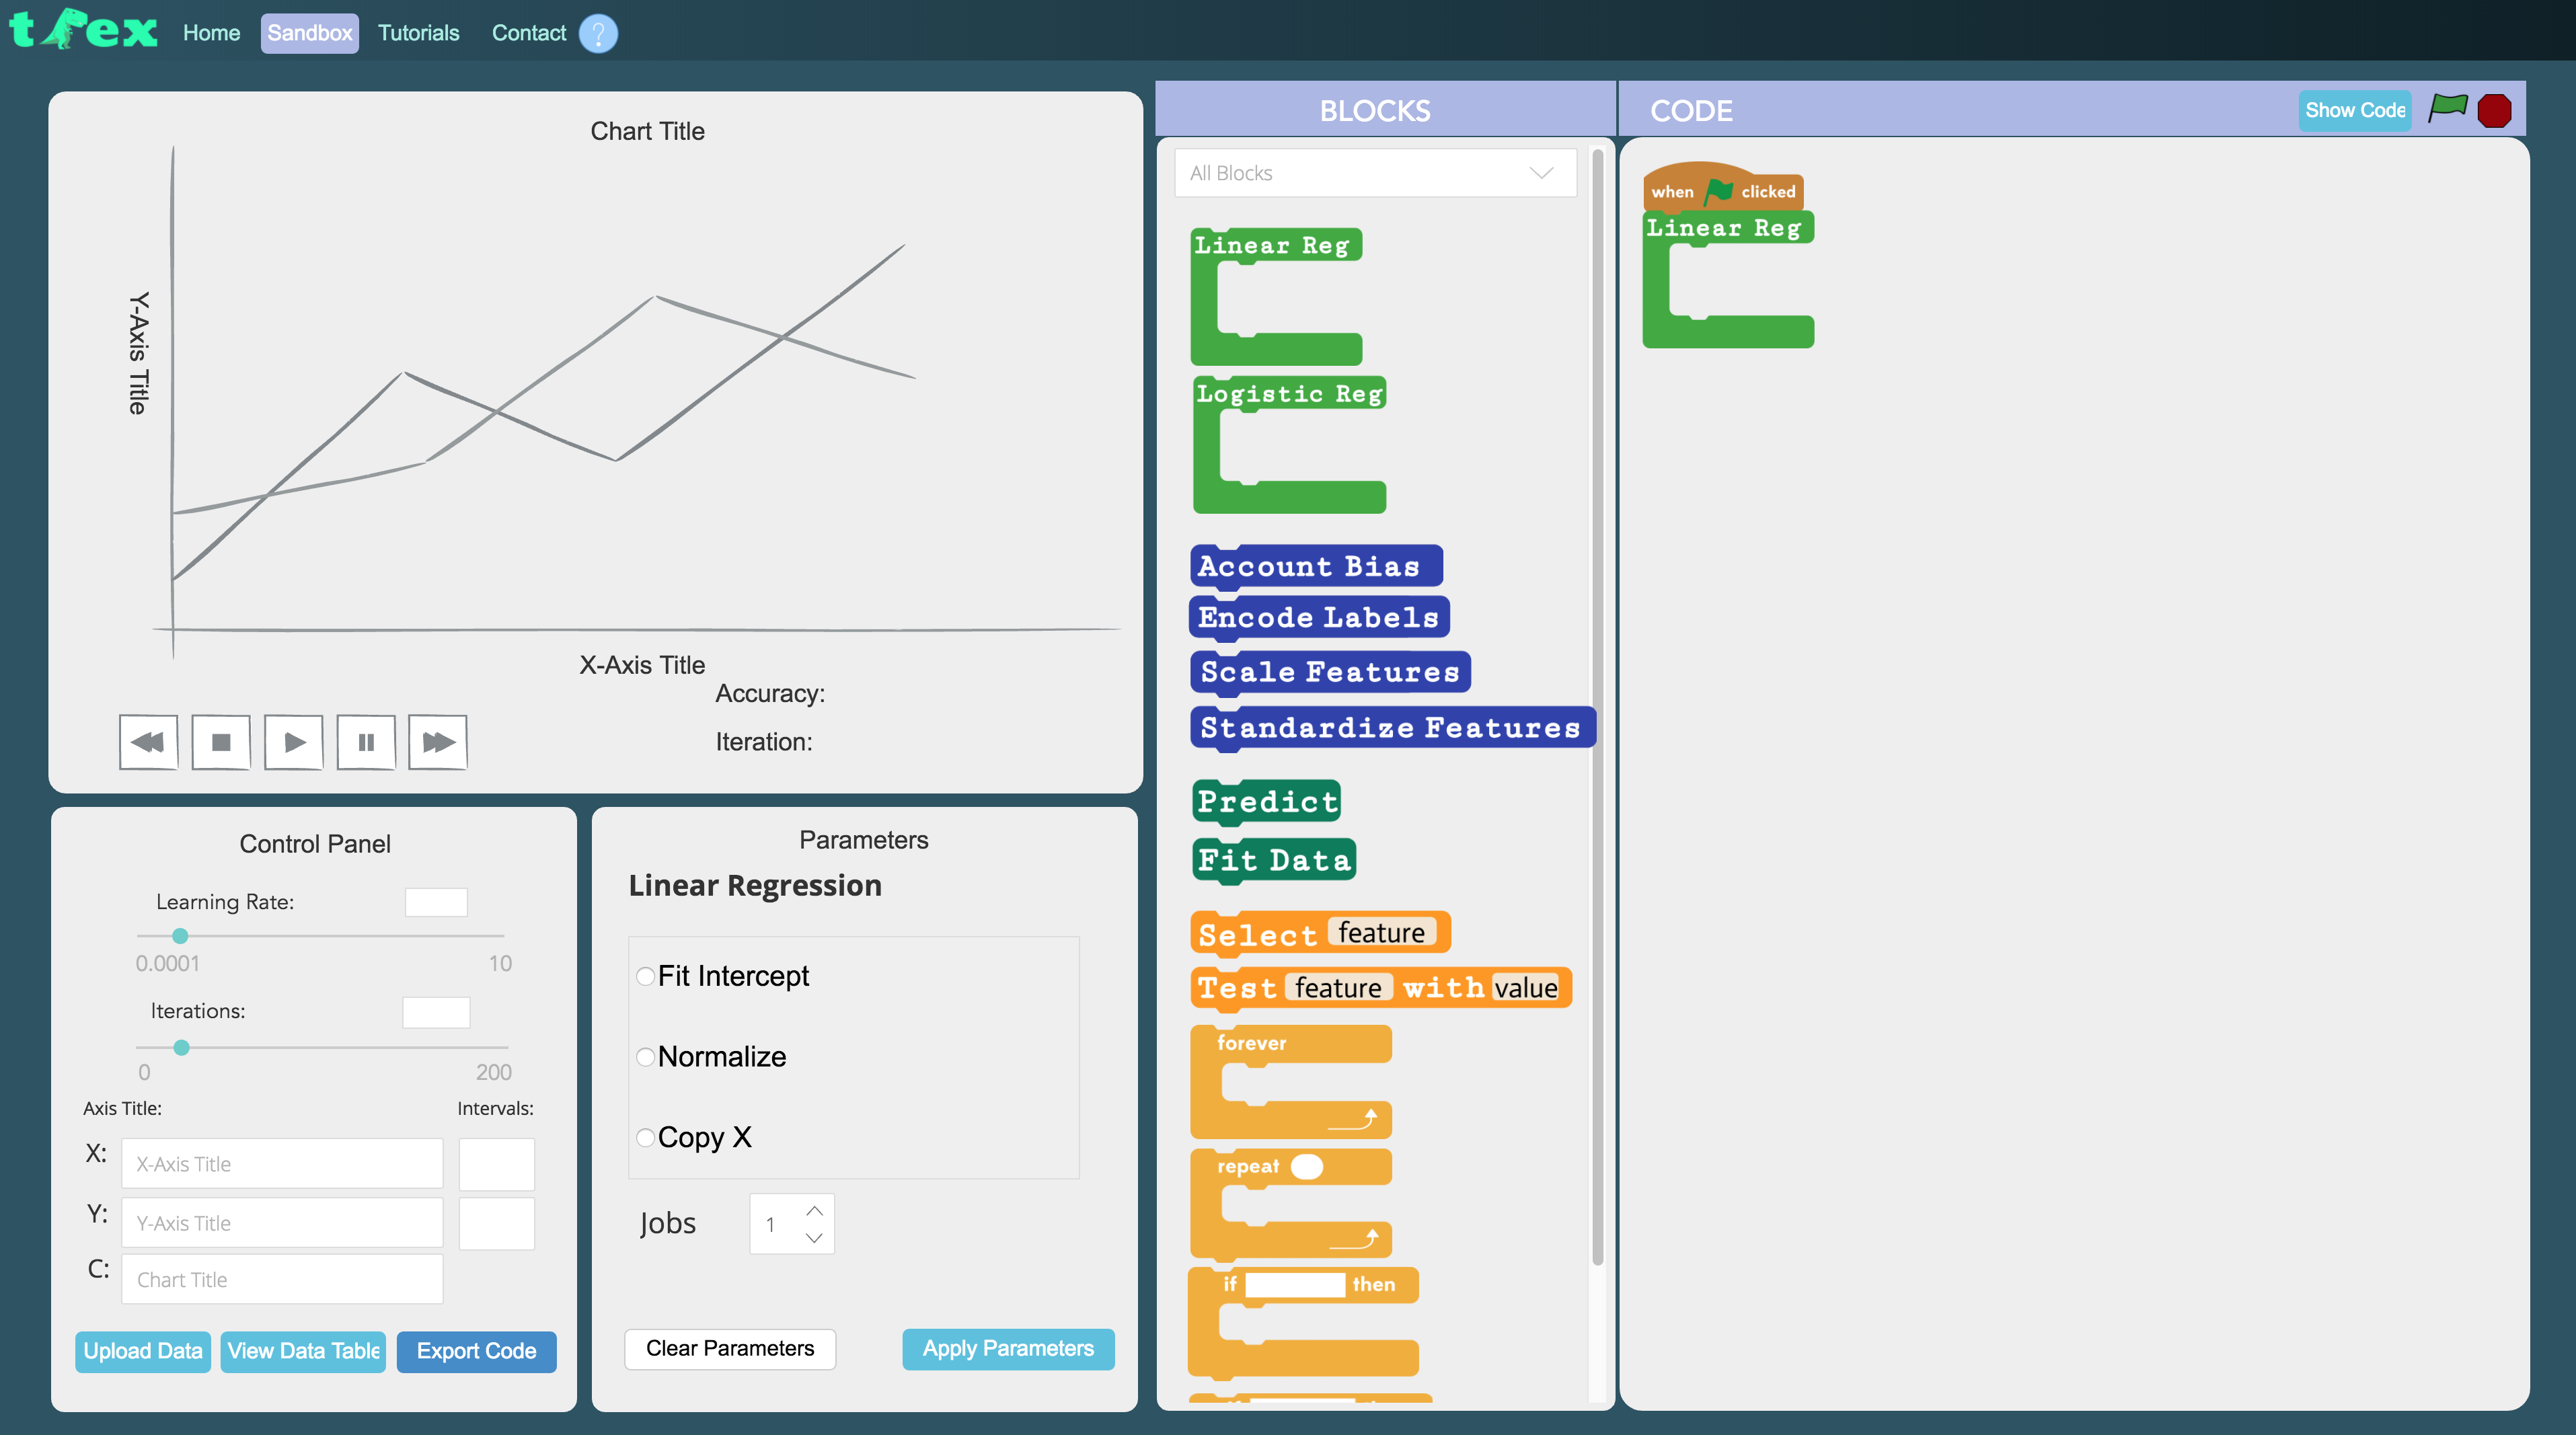 t rex Home Sandbox Tutorials Contact ?
Chart Title
Y-Axis Title
X-Axis Title
Accuracy:
Iteration:
Control Panel
Learning Rate:
0.0001 10
Iterations:
0 200
Axis Title: Intervals:
X: X-Axis Title
Y: Y-Axis Title
C: Chart Title
Upload Data View Data Table Export Code
Parameters
Linear Regression
Fit Intercept
Normalize
Copy X
Jobs 1
Clear Parameters Apply Parameters
BLOCKS
All Blocks
Linear Reg
Logistic Reg
Account Bias
Encode Labels
Scale Features
Standardize Features
Predict
Fit Data
Select feature
Test feature with value
forever
repeat
if then
CODE Show Code
when clicked
Linear Reg